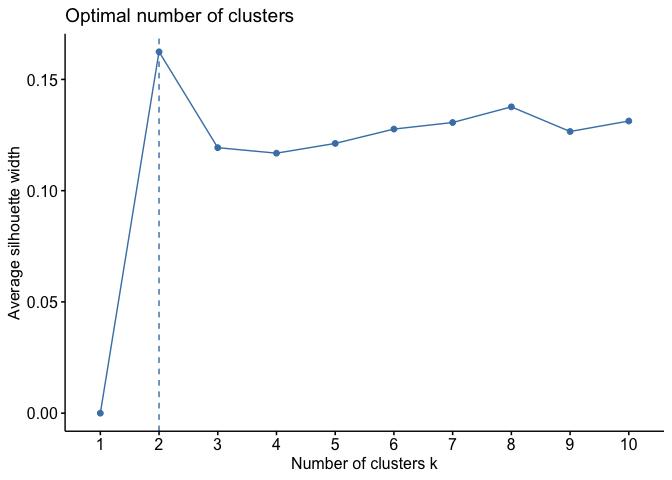 Optimal number of clusters
Average silhouette width
0.15
0.10
0.05
0.00
1 2 3 4 5 6 7 8 9 10
Number of clusters k